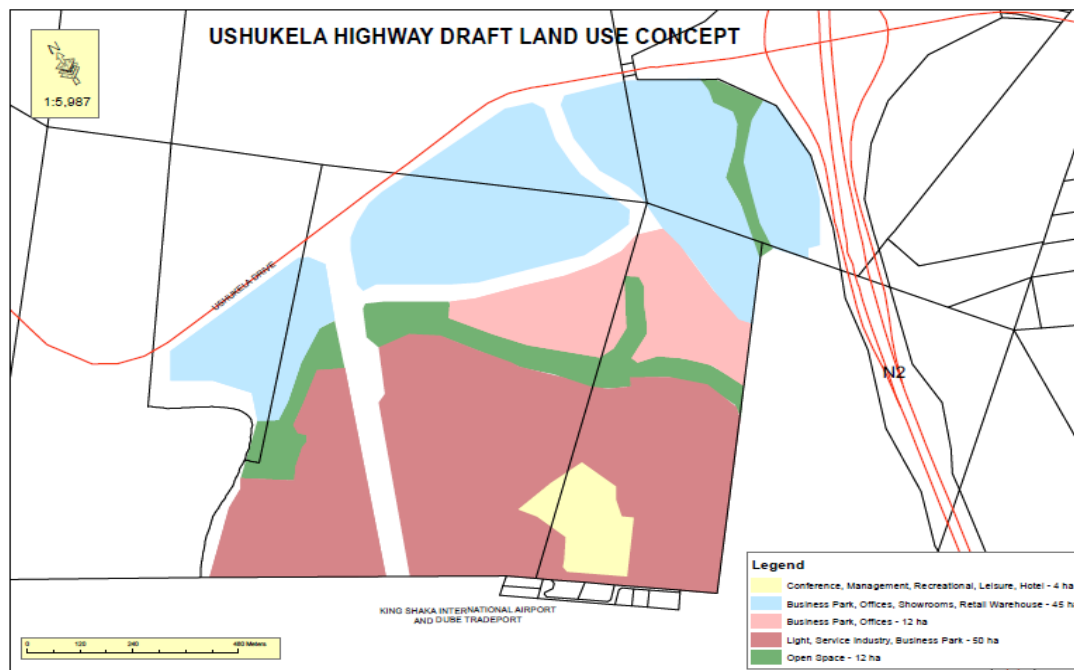 USHUKELA HIGHWAY DRAFT LAND USE CONCEPT
N
1:5,987
USHUKELA DRIVE
N2
KING SHAKA INTERNATIONAL AIRPORT
AND DUBE TRADEPORT
0 120 240 480 Meters
Legend
Conference, Management, Recreational, Leisure, Hotel - 4 ha
Business Park, Offices, Showrooms, Retail Warehouse - 45 ha
Business Park, Offices - 12 ha
Light, Service Industry, Business Park - 50 ha
Open Space - 12 ha